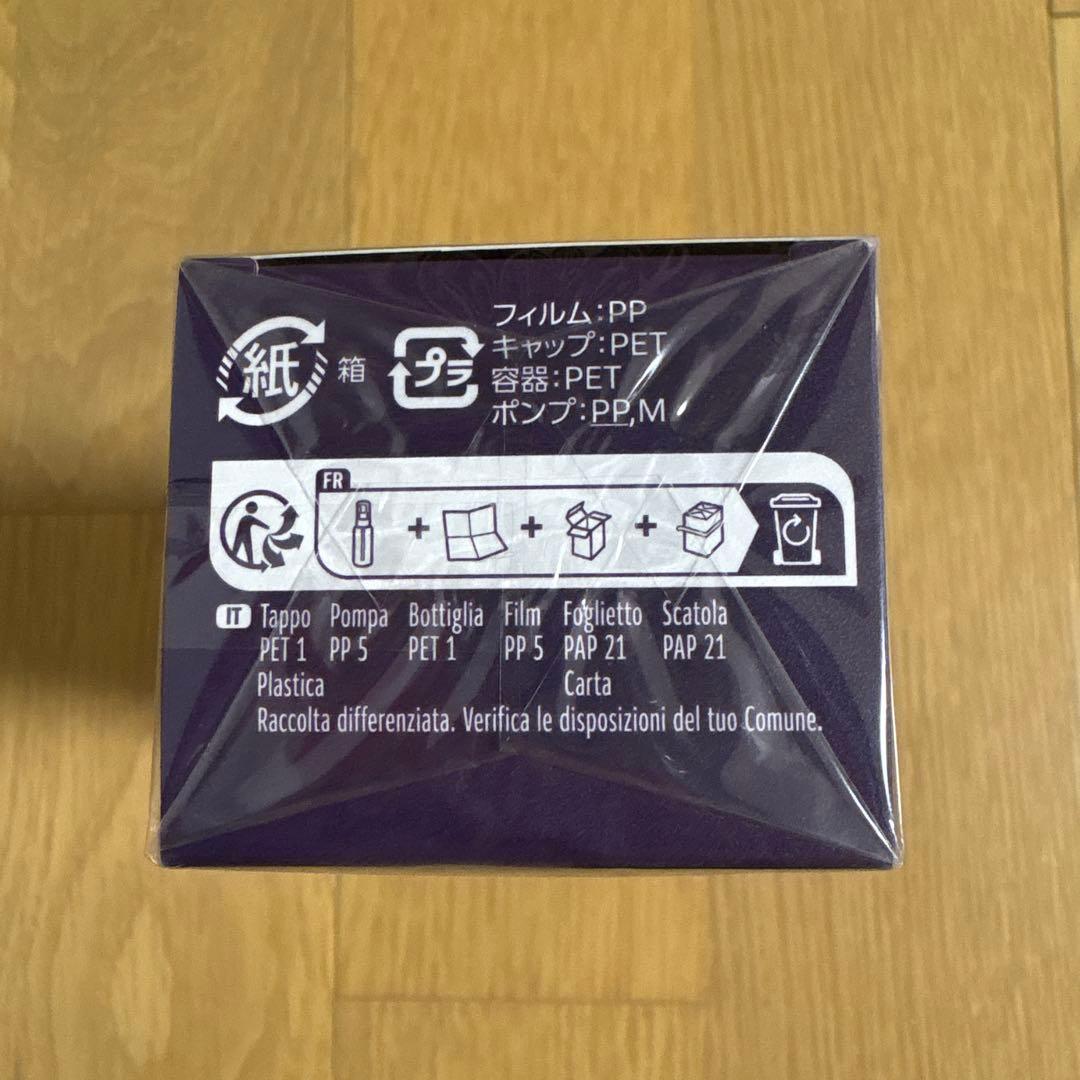 紙 箱 プラ
フィルム:PP
キャップ:PET
容器:PET
ポンプ:PP,M
FR
IT Tappo Pompa Bottiglia Film Foglietto Scatola
PET 1 PP 5 PET 1 PP 5 PAP 21 PAP 21
Plastica Carta
Raccolta differenziata. Verifica le disposizioni del tuo Comune.